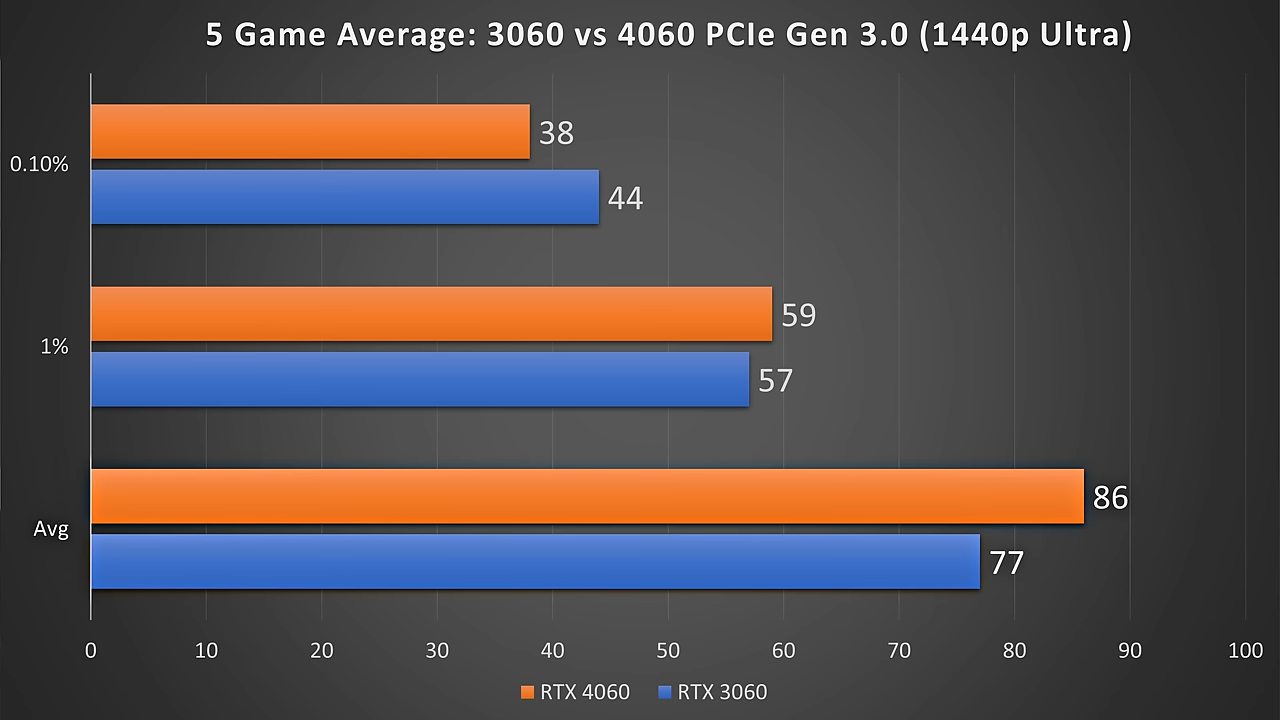 5 Game Average: 3060 vs 4060 PCIe Gen 3.0 (1440p Ultra)
0.10%
38
44
1%
59
57
Avg
86
77
0 10 20 30 40 50 60 70 80 90 100
RTX 4060 RTX 3060